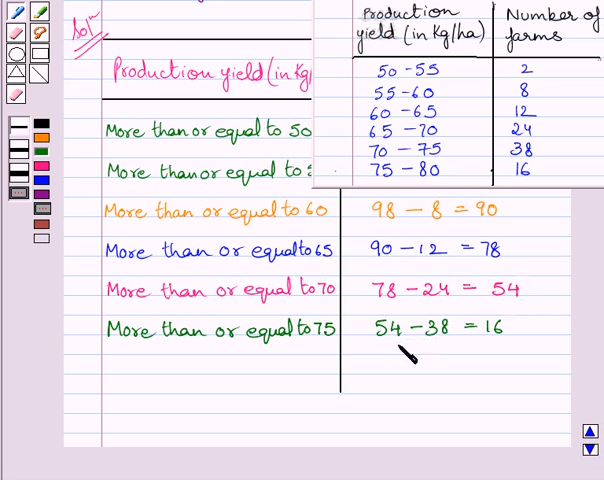 Solⁿ
Production yield (in Kg/ha) Number of farms
50-55 2
55-60 8
60-65 12
65-70 24
70-75 38
75-80 16
Production yield (in Kg/
More than or equal to 50
More than or equal to
More than or equal to 60 98 - 8 = 90
More than or equal to 65 90 - 12 = 78
More than or equal to 70 78 - 24 = 54
More than or equal to 75 54 - 38 = 16